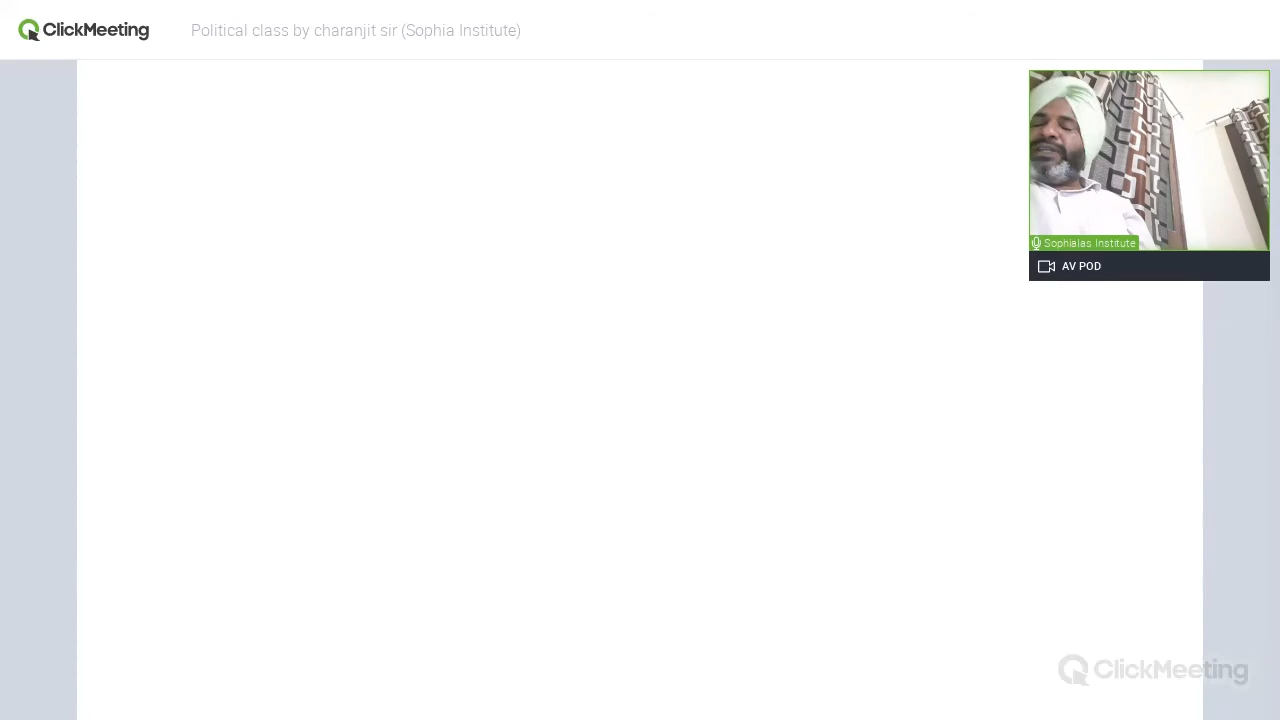 ClickMeeting
Political class by charanjit sir (Sophia Institute)
Sophiaias Institute
AV POD
ClickMeeting